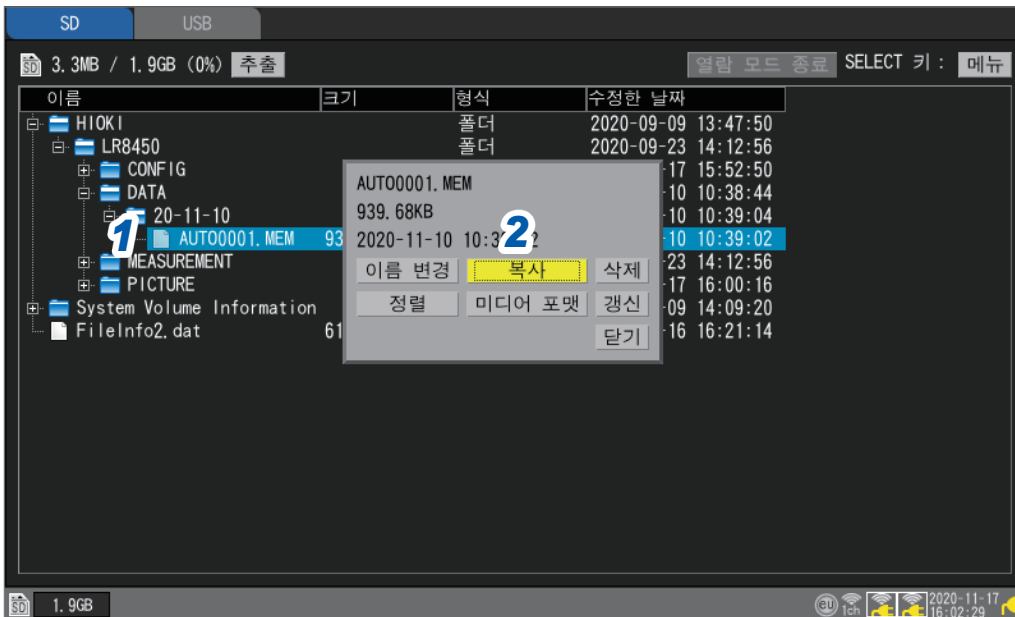 SD USB
3.3MB / 1.9GB (0%) 추출 열람 모드 종료 SELECT 키 : 메뉴
이름 크기 형식 수정한 날짜
HIOKI 폴더 2020-09-09 13:47:50
LR8450 폴더 2020-09-23 14:12:56
CONFIG -17 15:52:50
DATA -10 10:38:44
20-11-10 -10 10:39:04
AUTO0001.MEM 93 -10 10:39:02
MEASUREMENT -23 14:12:56
PICTURE -17 16:00:16
System Volume Information -09 14:09:20
FileInfo2.dat 61 -16 16:21:14
1
AUTO0001.MEM
939.68KB
2020-11-10
2
이름 변경 복사 삭제
정렬 미디어 포맷 갱신
닫기
SD 1.9GB eu 1ch 2020-11-17
16:02:29